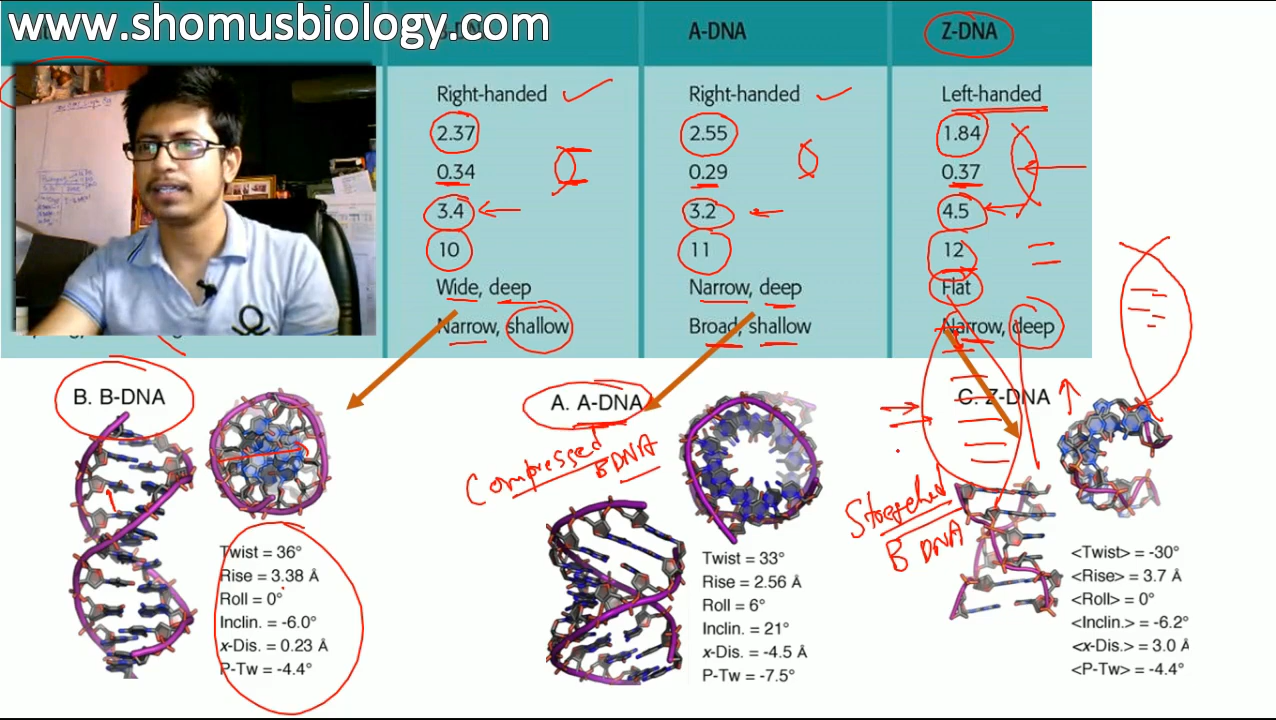 www.shomusbiology.com
A-DNA
Z-DNA
Right-handed
Right-handed
Left-handed
2.37
2.55
1.84
0.34
0.29
0.37
3.4
3.2
4.5
10
11
12
Wide, deep
Narrow, deep
Flat
Narrow, shallow
Broad, shallow
Narrow, deep
B. B-DNA
A. A-DNA
C. Z-DNA
Compressed
BDNA
B DNA
Twist = 36°
Rise = 3.38 Å
Roll = 0°
Inclin. = -6.0°
x-Dis. = 0.23 Å
P-Tw = -4.4°
Twist = 33°
Rise = 2.56 Å
Roll = 6°
Inclin. = 21°
x-Dis. = -4.5 Å
P-Tw = -7.5°
<Twist> = -30°
<Rise> = 3.7 Å
<Roll> = 0°
<Inclin.> = -6.2°
<x-Dis.> = 3.0 Å
<P-Tw> = -4.4°